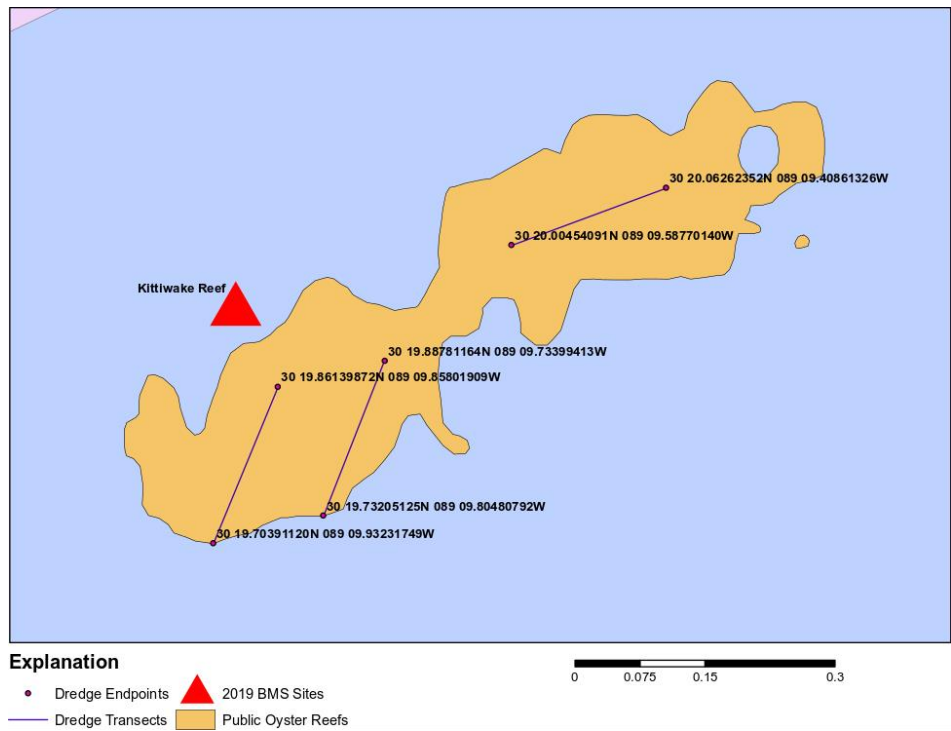 30 20.06262352N 089 09.40861326W
30 20.00454091N 089 09.58770140W
Kittiwake Reef
30 19.88781164N 089 09.73399413W
30 19.86139872N 089 09.85801909W
30 19.73205125N 089 09.80480792W
30 19.70391120N 089 09.93231749W
Explanation
Dredge Endpoints
2019 BMS Sites
Dredge Transects
Public Oyster Reefs
0 0.075 0.15 0.3